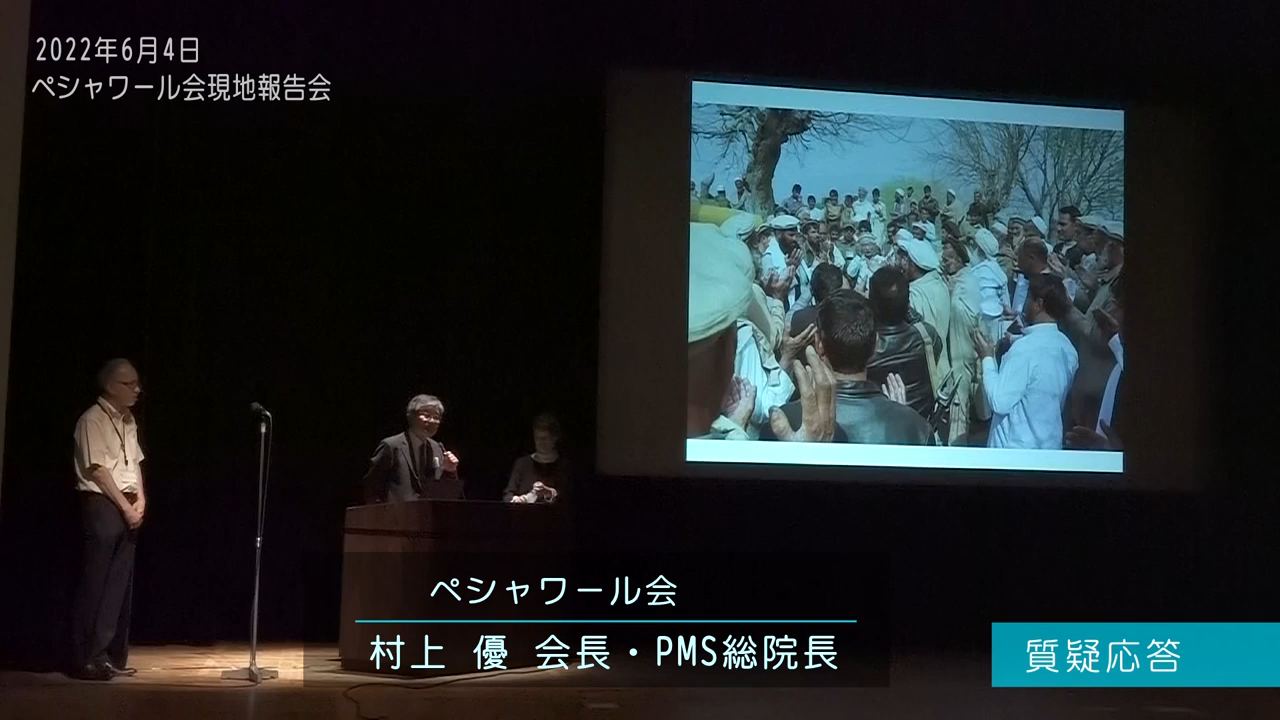 2022年6月4日
ペシャワール会現地報告会
ペシャワール会
村上 優 会長・PMS総院長
質疑応答